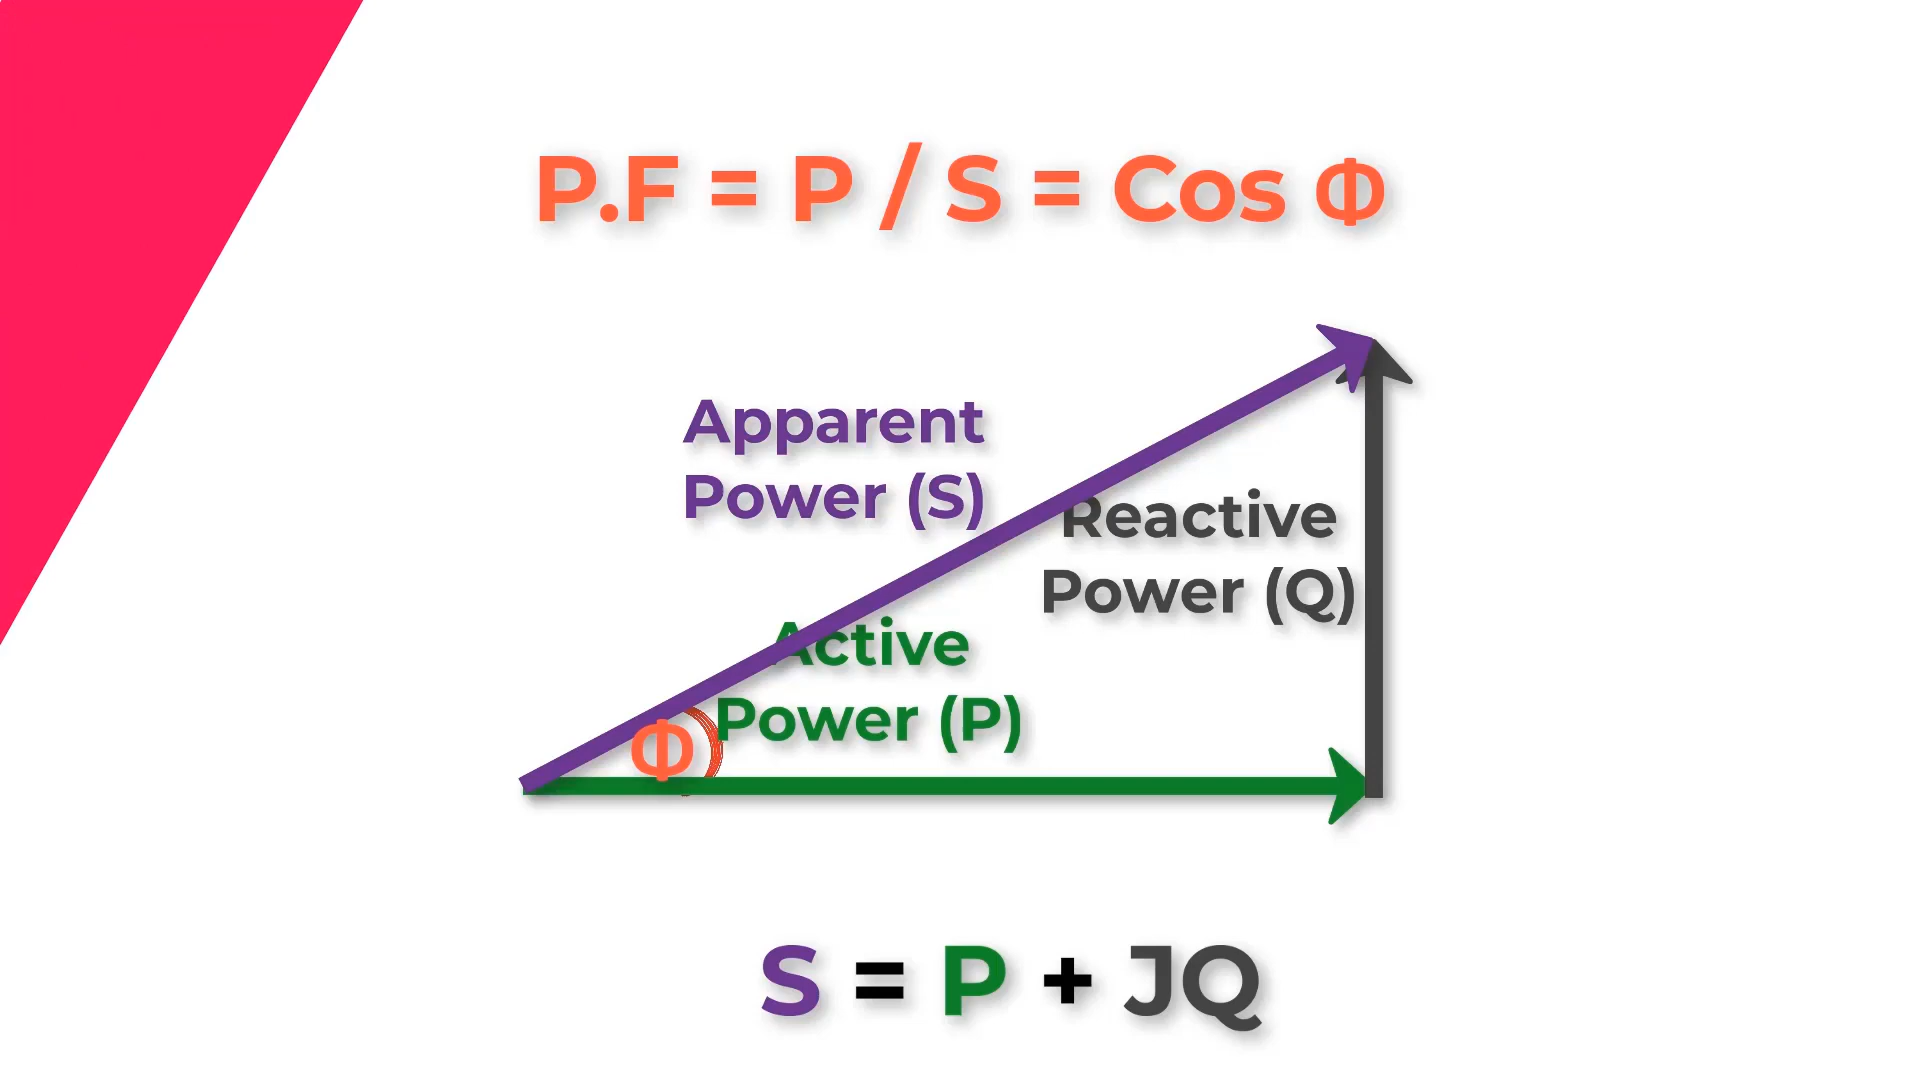 P.F = P / S = Cos Φ
Apparent
Power (S)
Reactive
Power (Q)
Active
Power (P)
Φ
S = P + JQ